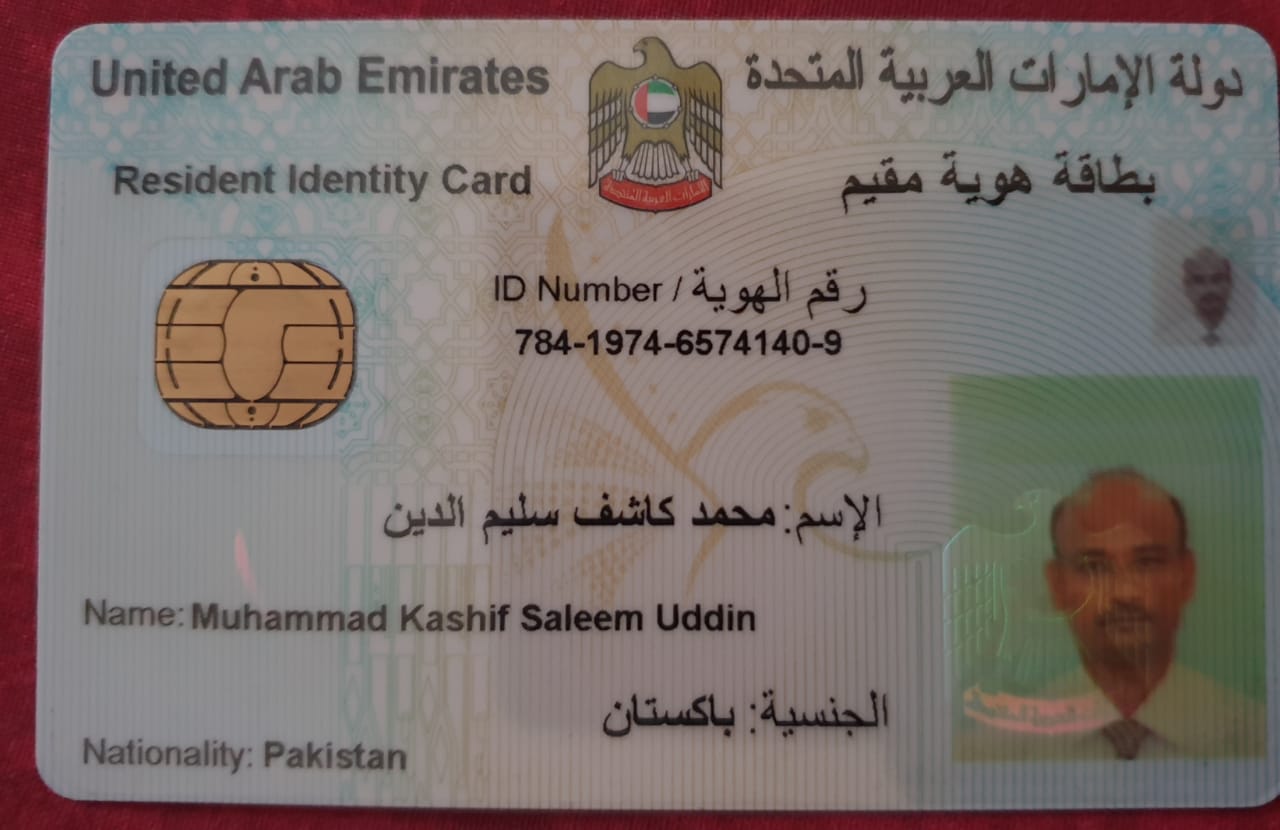 United Arab Emirates
دولة الإمارات العربية المتحدة
Resident Identity Card
بطاقة هوية مقيم
ID Number / رقم الهوية
784-1974-6574140-9
الإسم: محمد كاشف سليم الدين
Name: Muhammad Kashif Saleem Uddin
الجنسية: باكستان
Nationality: Pakistan